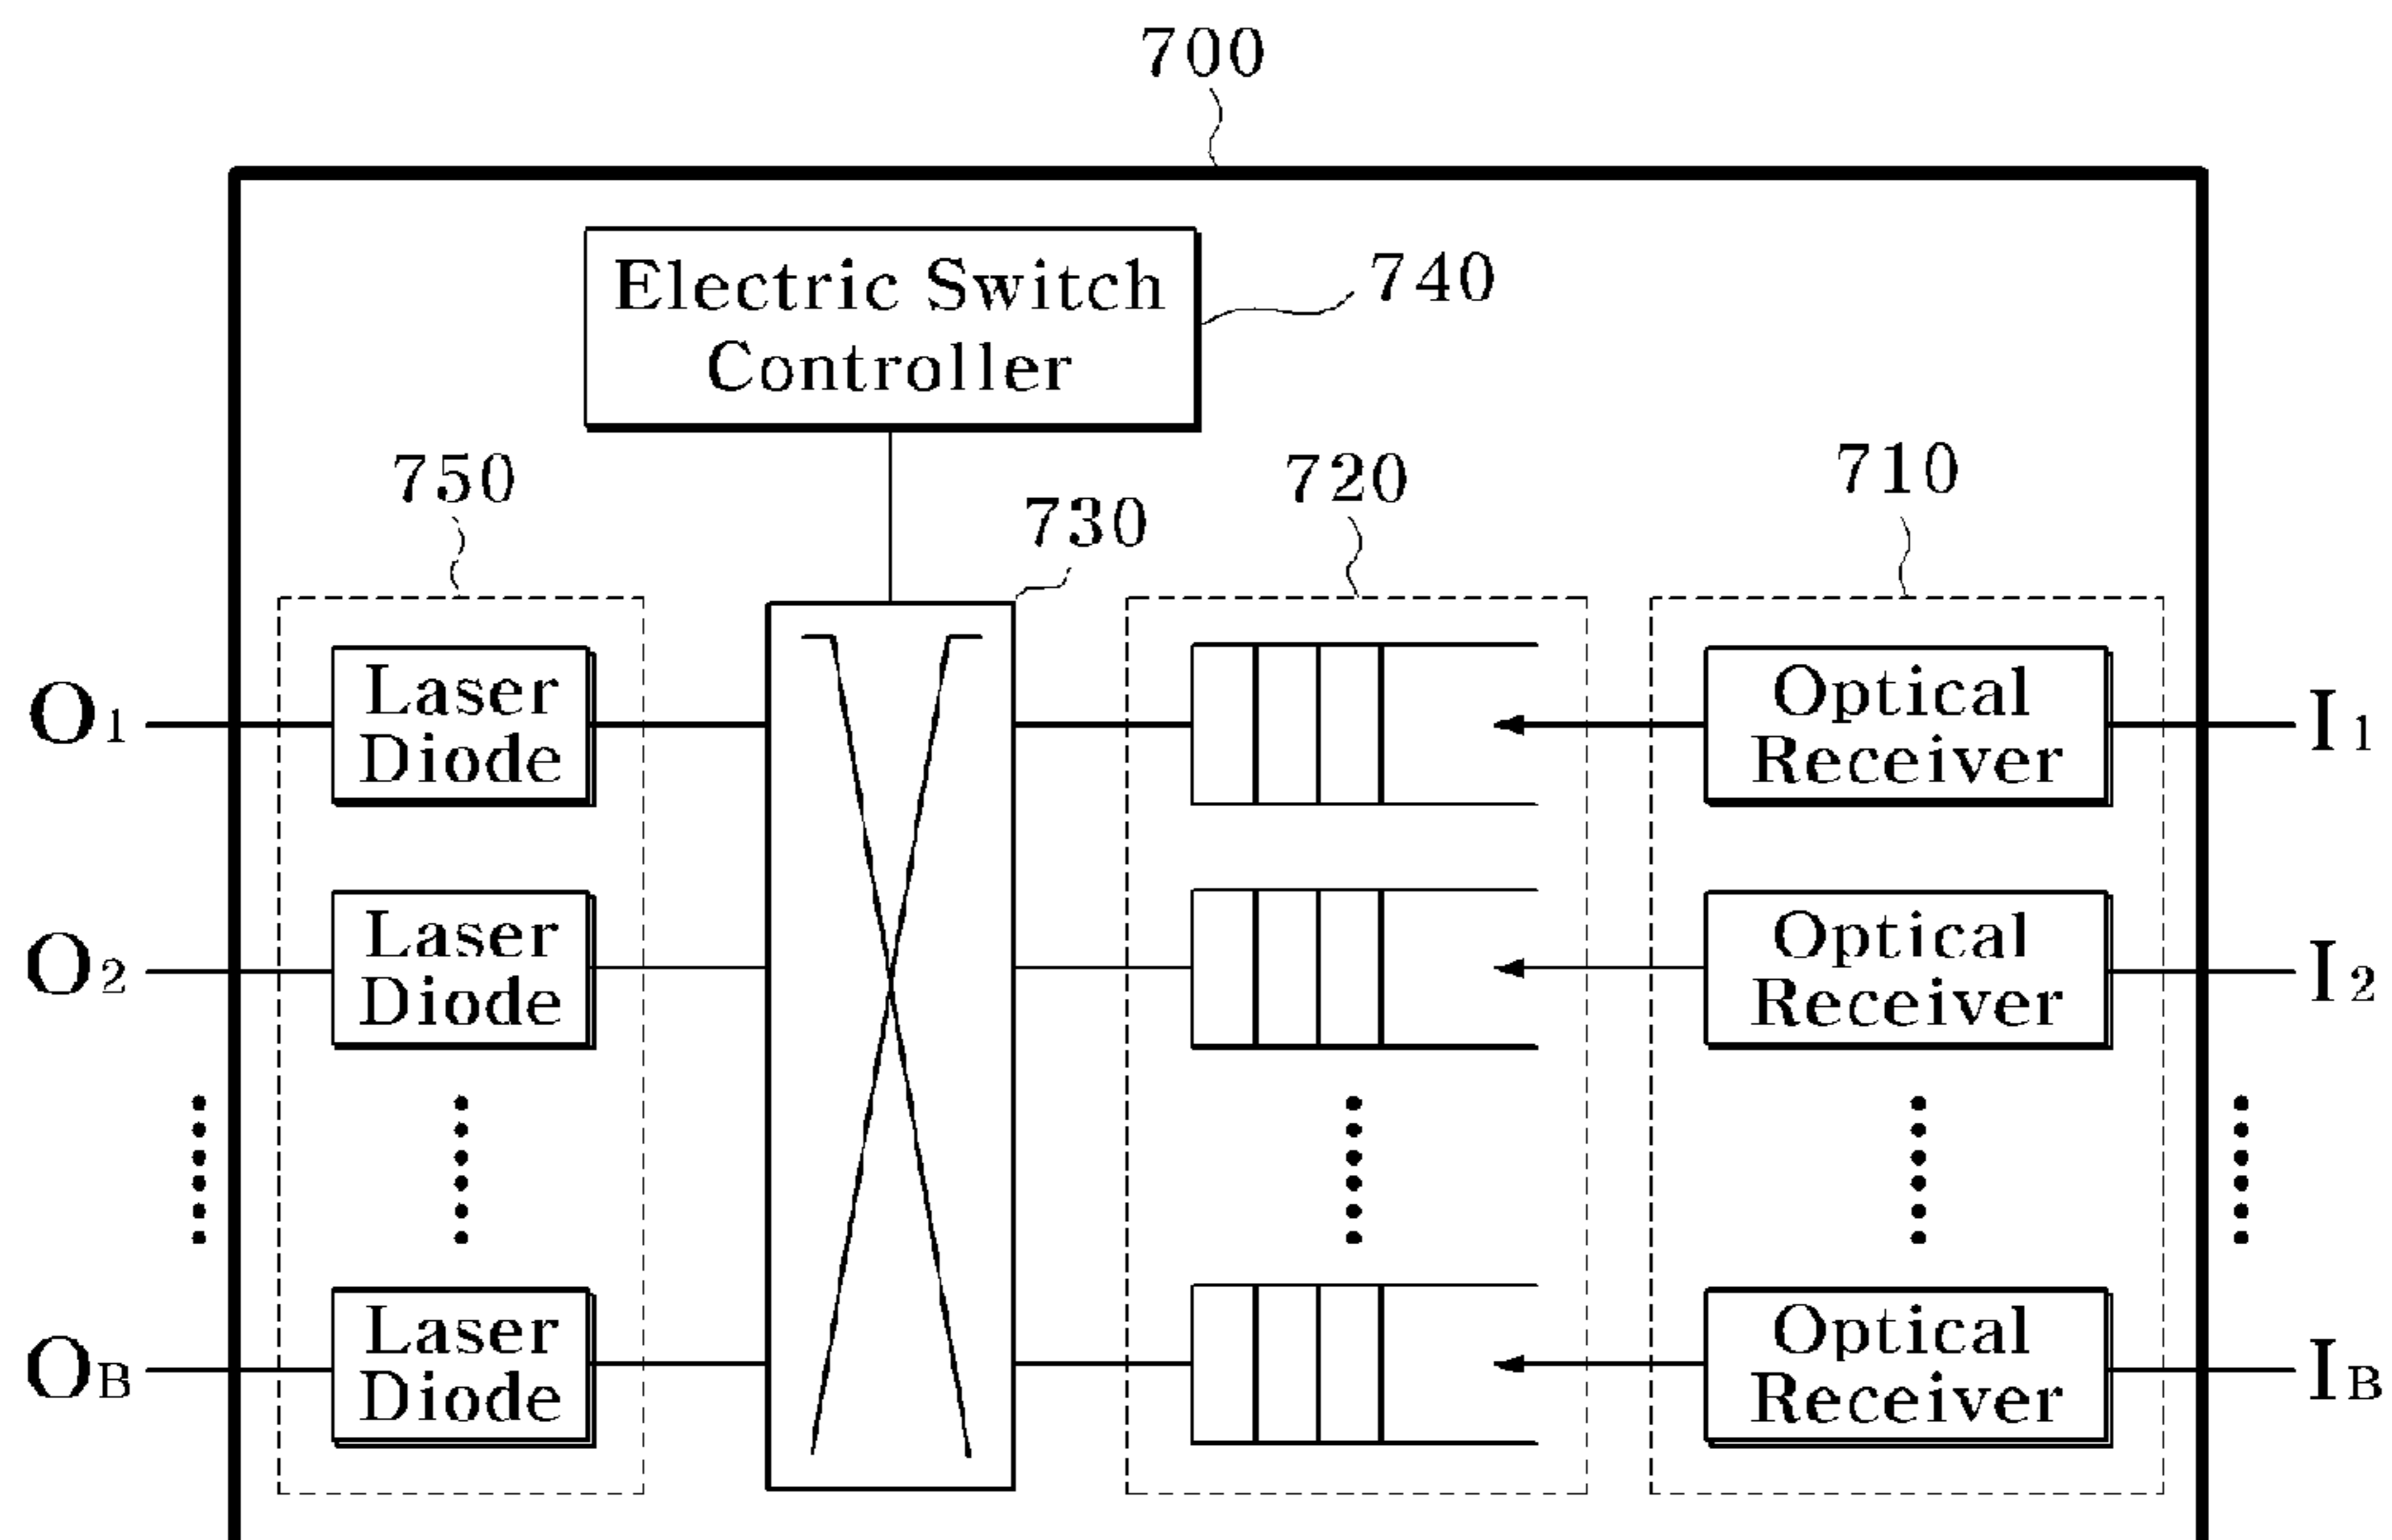 700
Electric Switch
Controller
740
750
730
720
710
O1
Laser
Diode
Optical
Receiver
I1
O2
Laser
Diode
Optical
Receiver
I2
OB
Laser
Diode
Optical
Receiver
IB